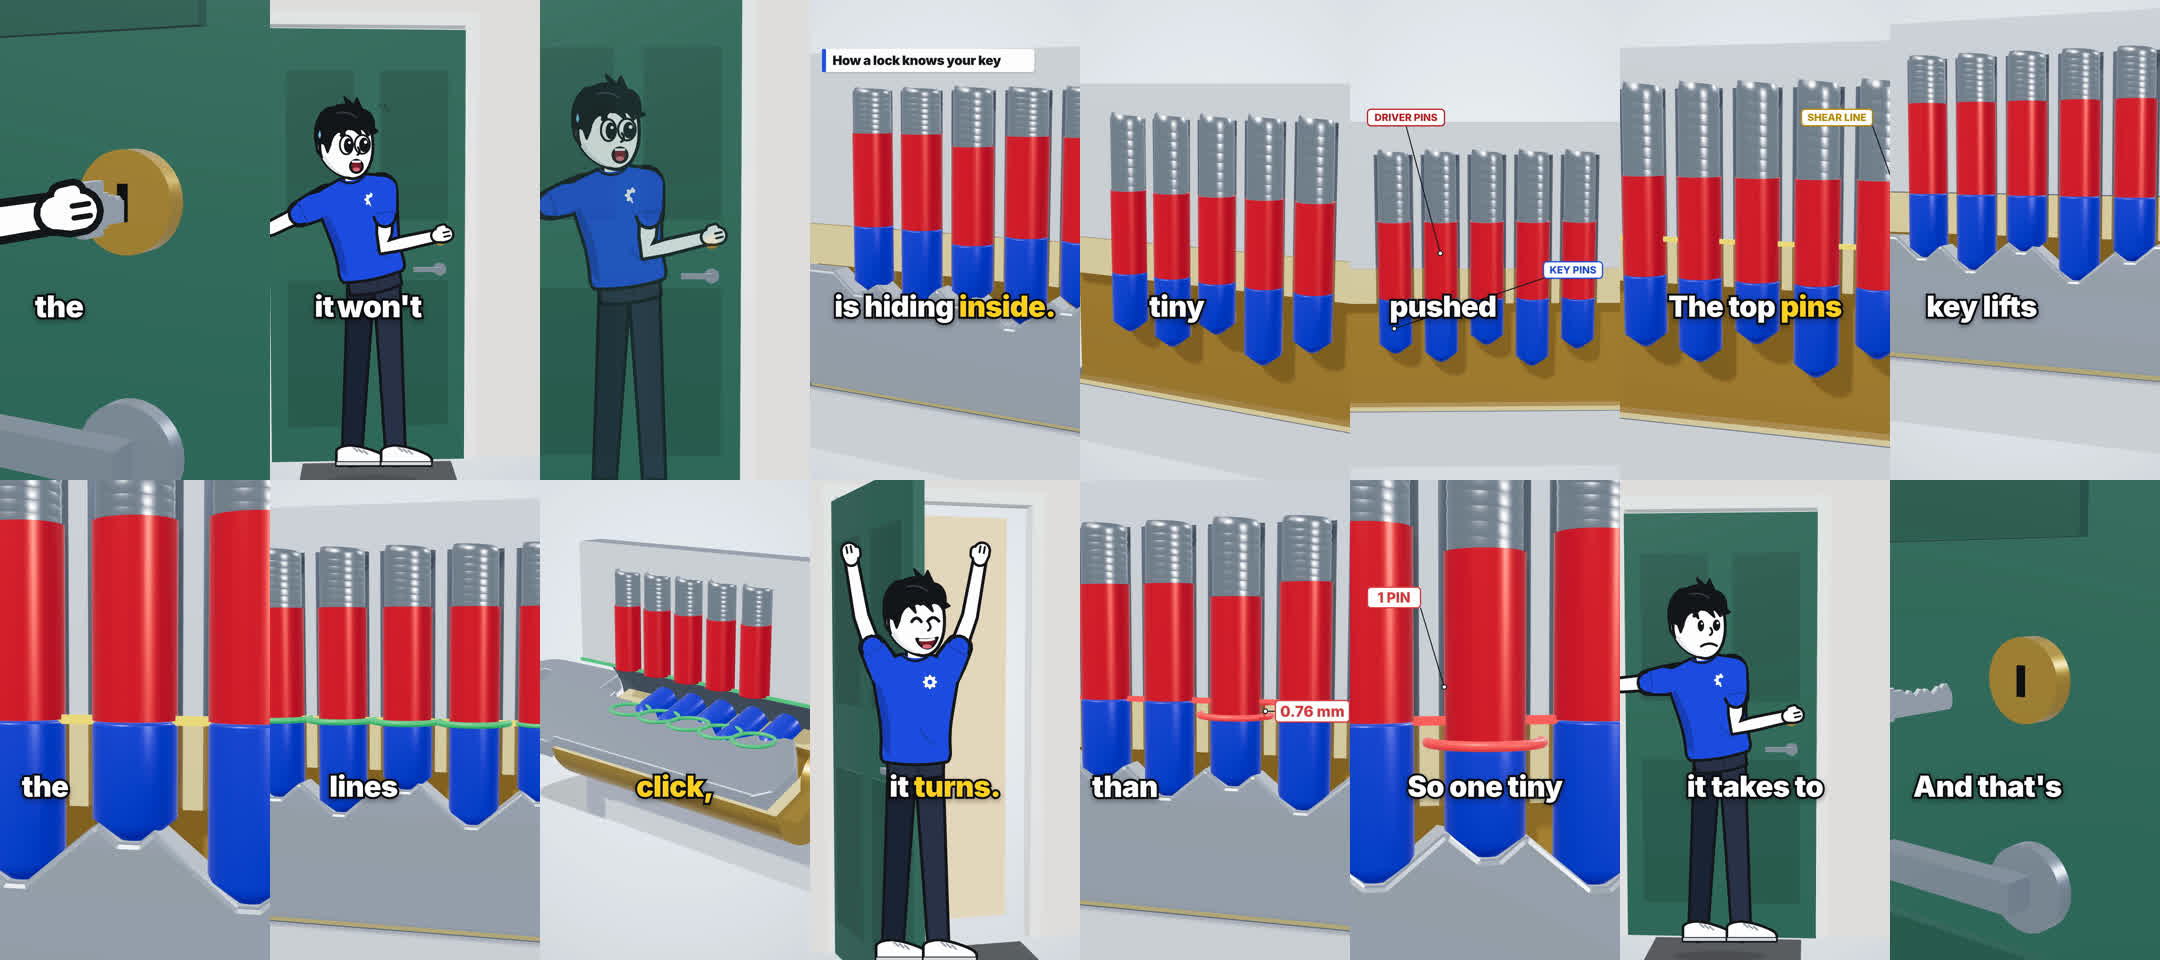 the
it won't
How a lock knows your key
is hiding inside.
tiny
DRIVER PINS
KEY PINS
pushed
SHEAR LINE
The top pins
key lifts
the
lines
click,
it turns.
0.76 mm
than
1 PIN
So one tiny
it takes to
And that's